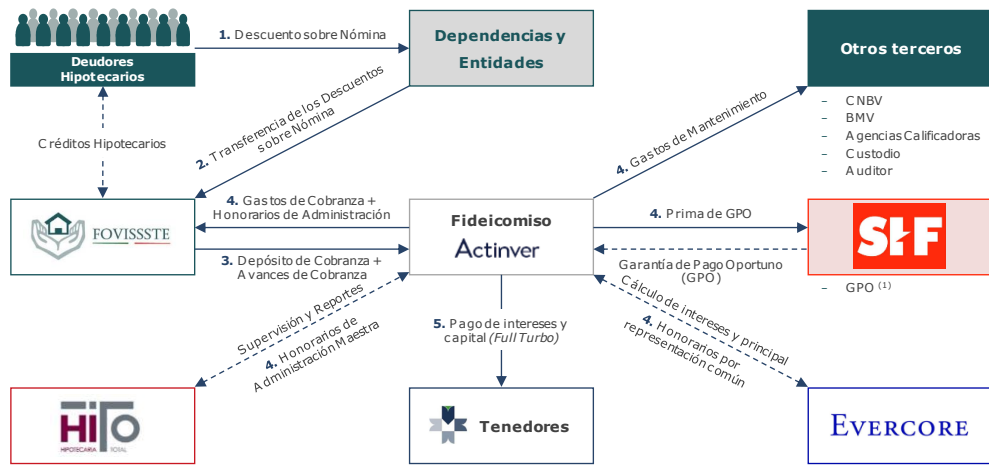 Deudores
Hipotecarios
1. Descuento sobre Nómina
Dependencias y
Entidades
Otros terceros
– CNBV
– BMV
– Agencias Calificadoras
– Custodio
– Auditor
Créditos Hipotecarios
2. Transferencia de los Descuentos
sobre Nómina
4. Gastos de Mantenimiento
FOVISSSTE
4. Gastos de Cobranza +
Honorarios de Administración
3. Depósito de Cobranza +
Avances de Cobranza
Fideicomiso
Actinver
4. Prima de GPO
Garantía de Pago Oportuno
(GPO)
SHF
– GPO (1)
Supervisión y Reportes
4. Honorarios de
Administración Maestra
5. Pago de intereses y
capital (Full Turbo)
Cálculo de intereses y principal
4. Honorarios por
representación común
HiTo
HIPOTECARIA TOTAL
Tenedores
EVERCORE